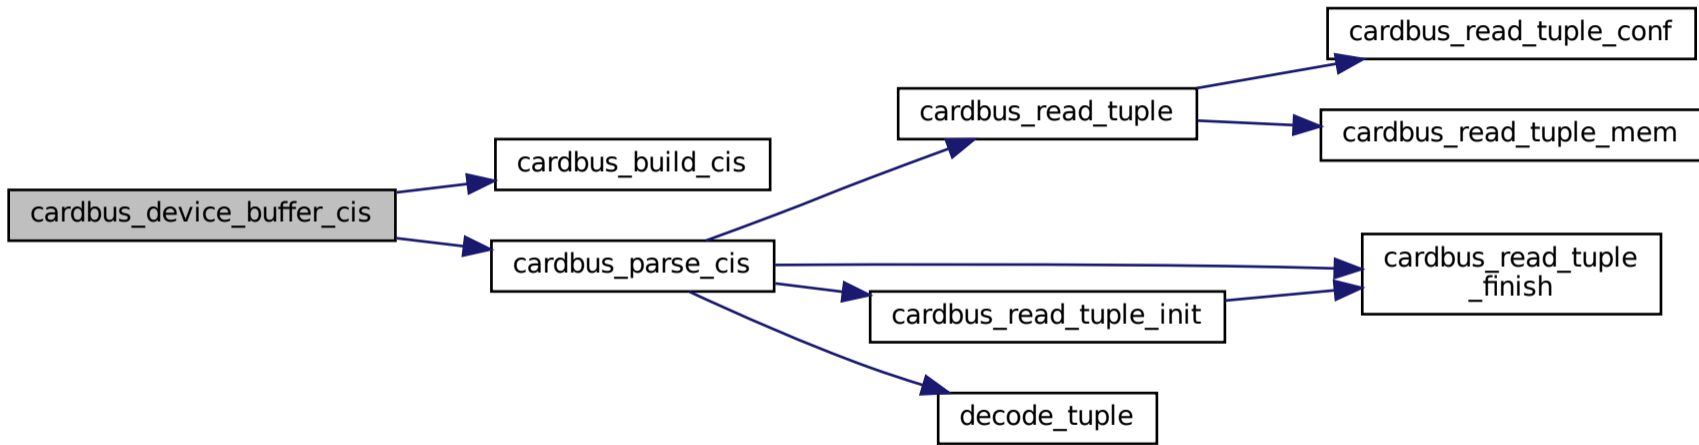 cardbus_device_buffer_cis
cardbus_build_cis
cardbus_parse_cis
cardbus_read_tuple
cardbus_read_tuple_conf
cardbus_read_tuple_mem
cardbus_read_tuple
_finish
cardbus_read_tuple_init
decode_tuple